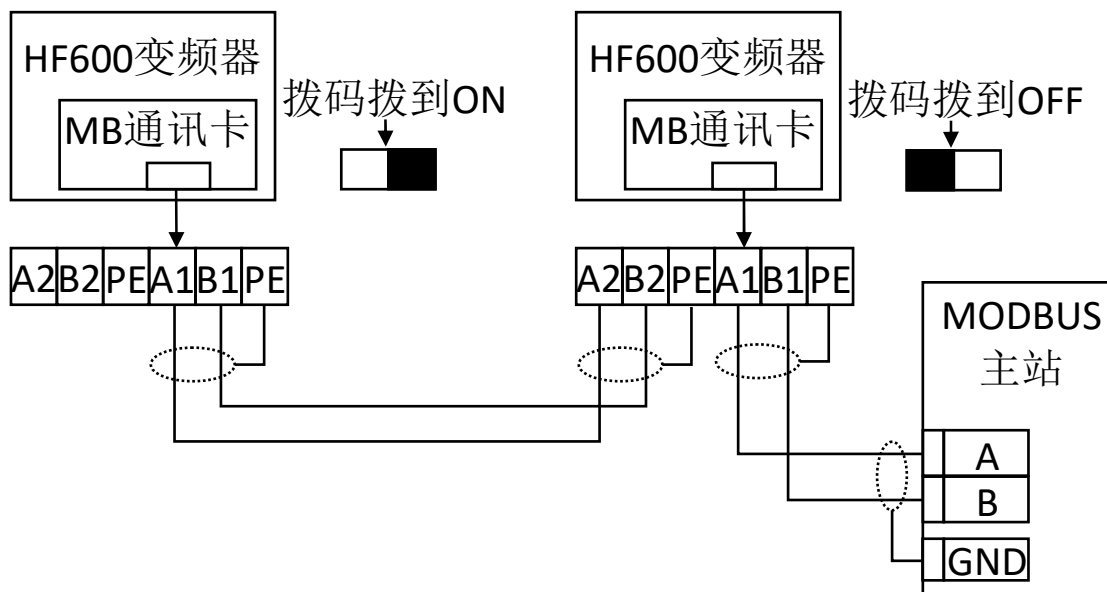 HF600变频器
MB通讯卡
拨码拨到ON
HF600变频器
MB通讯卡
拨码拨到OFF
A2 B2 PE A1 B1 PE
A2 B2 PE A1 B1 PE
MODBUS
主站
A
B
GND